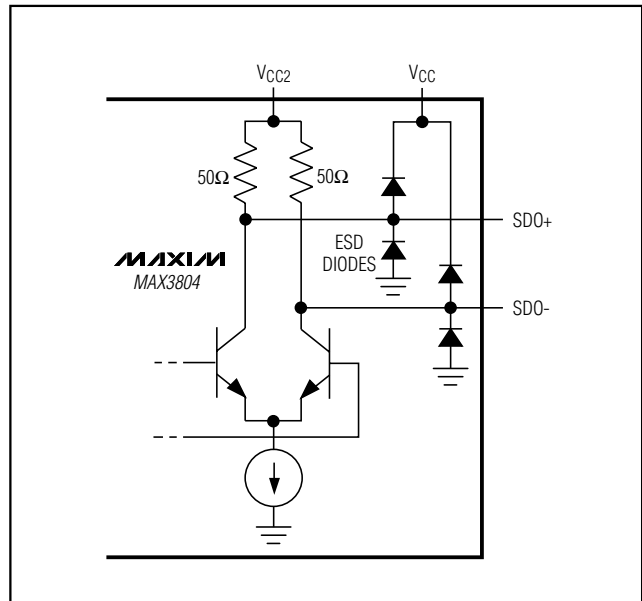 VCC2
VCC
50Ω
50Ω
SDO+
ESD
DIODES
MAXIM
MAX3804
SDO-